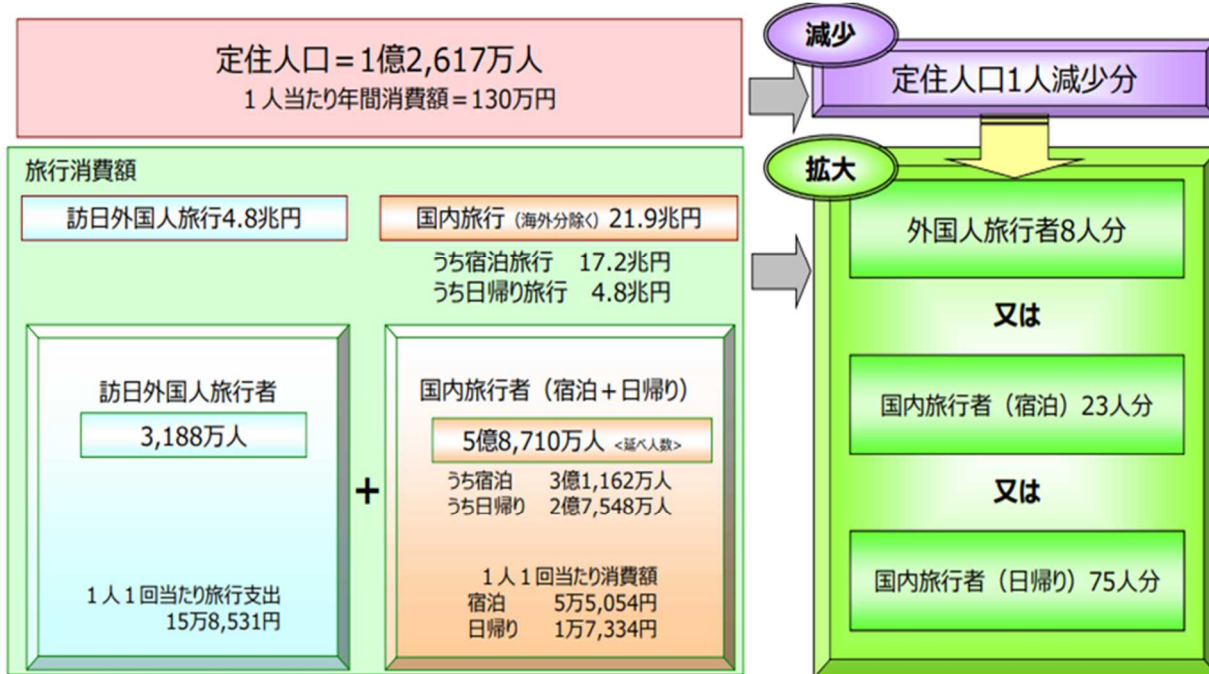 定住人口＝1億2,617万人
1人当たり年間消費額＝130万円
減少
定住人口1人減少分
旅行消費額
訪日外国人旅行4.8兆円
国内旅行（海外分除く）21.9兆円
うち宿泊旅行　17.2兆円
うち日帰り旅行　4.8兆円
訪日外国人旅行者
3,188万人
1人1回当たり旅行支出
15万8,531円
+
国内旅行者（宿泊＋日帰り）
5億8,710万人 <延べ人数>
うち宿泊　3億1,162万人
うち日帰り　2億7,548万人
1人1回当たり消費額
宿泊　5万5,054円
日帰り　1万7,334円
拡大
外国人旅行者8人分
又は
国内旅行者（宿泊）23人分
又は
国内旅行者（日帰り）75人分